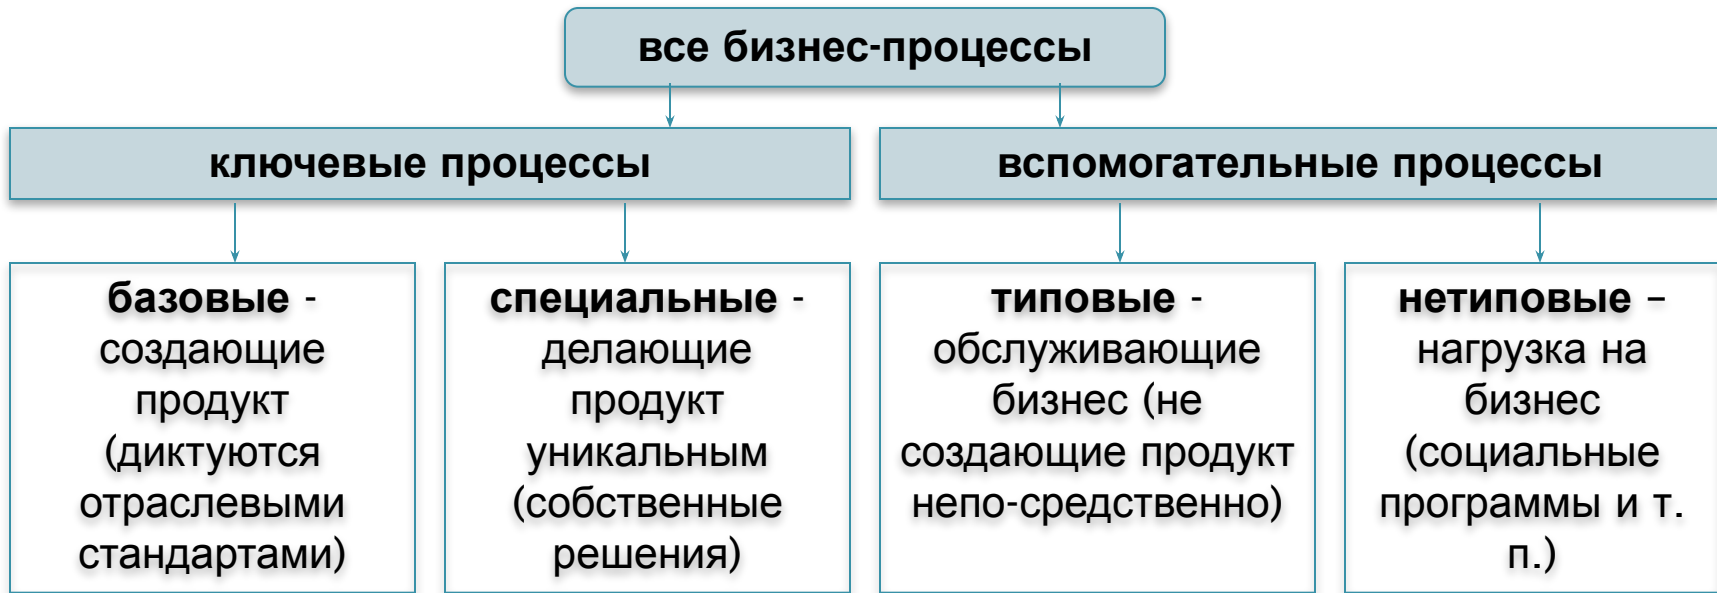 все бизнес-процессы
ключевые процессы
вспомогательные процессы
базовые -
создающие
продукт
(диктуются
отраслевыми
стандартами)
специальные -
делающие
продукт
уникальным
(собственные
решения)
типовые -
обслуживающие
бизнес (не
создающие продукт
непо-средственно)
нетиповые –
нагрузка на
бизнес
(социальные
программы и т.
п.)